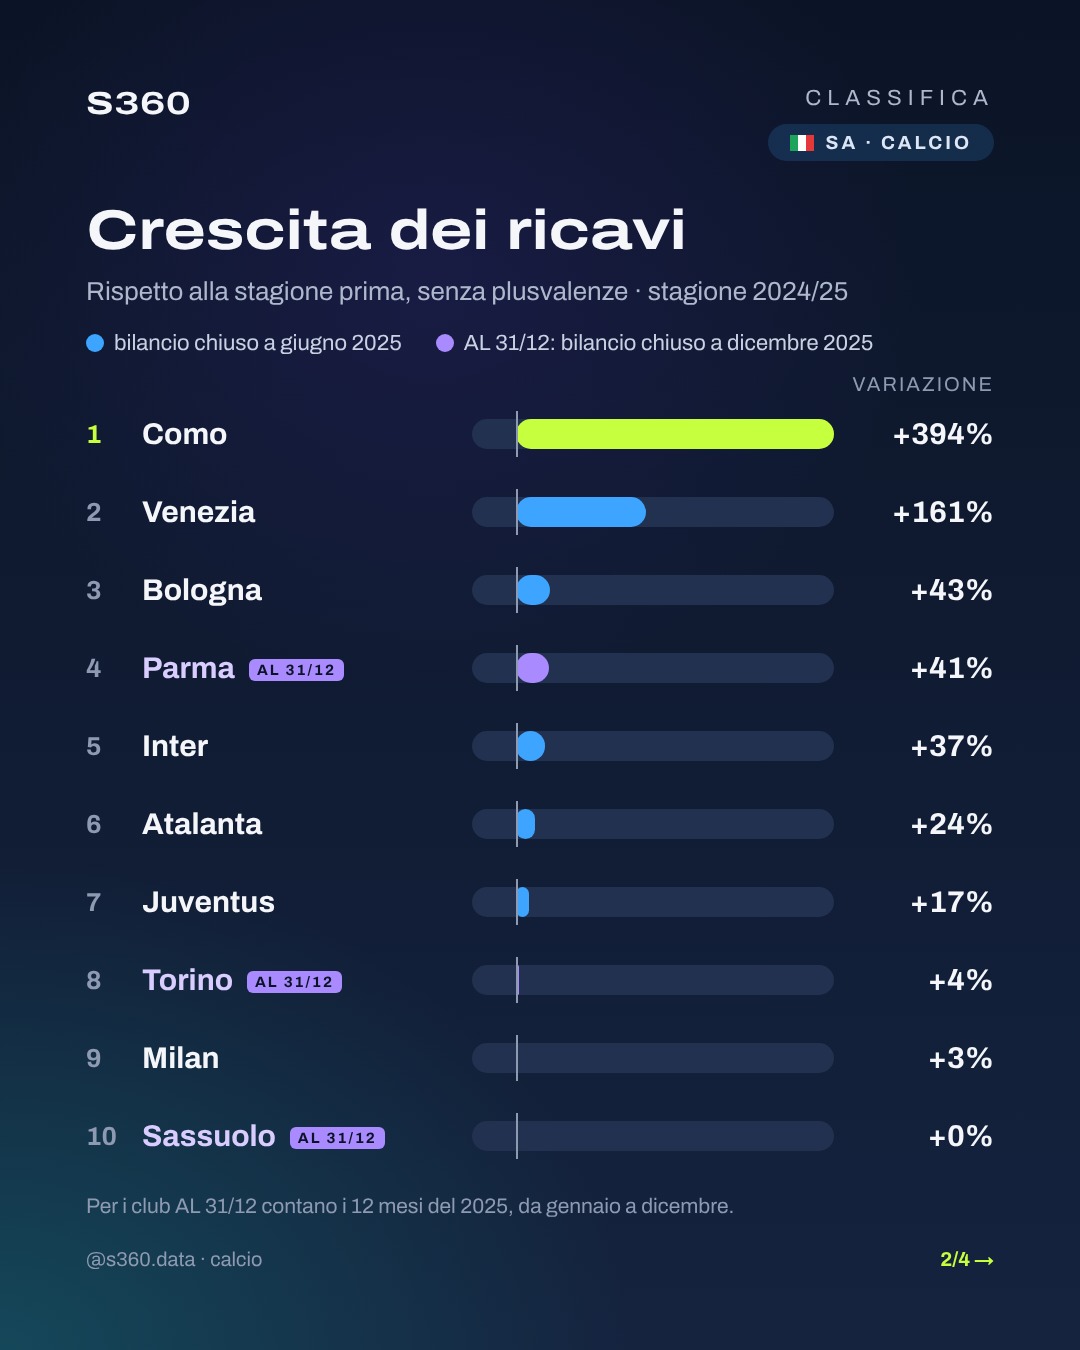 S360
CLASSIFICA
SA · CALCIO
Crescita dei ricavi
Rispetto alla stagione prima, senza plusvalenze · stagione 2024/25
bilancio chiuso a giugno 2025 AL 31/12: bilancio chiuso a dicembre 2025
VARIAZIONE
1 Como +394%
2 Venezia +161%
3 Bologna +43%
4 Parma AL 31/12 +41%
5 Inter +37%
6 Atalanta +24%
7 Juventus +17%
8 Torino AL 31/12 +4%
9 Milan +3%
10 Sassuolo AL 31/12 +0%
Per i club AL 31/12 contano i 12 mesi del 2025, da gennaio a dicembre.
@s360.data · calcio 2/4 →